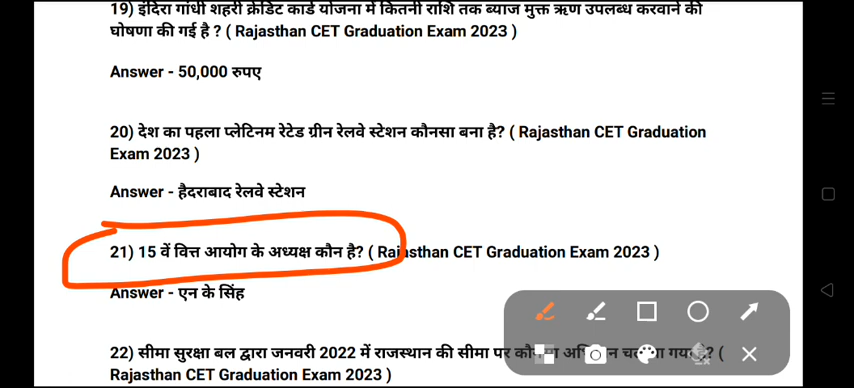 19) इंदिरा गांधी शहरी क्रेडिट कार्ड योजना में कितनी राशि तक ब्याज मुक्त ऋण उपलब्ध करवाने की
घोषणा की गई है ? ( Rajasthan CET Graduation Exam 2023 )
Answer - 50,000 रुपए
20) देश का पहला प्लेटिनम रेटेड ग्रीन रेलवे स्टेशन कौनसा बना है? ( Rajasthan CET Graduation
Exam 2023 )
Answer - हैदराबाद रेलवे स्टेशन
21) 15 वें वित्त आयोग के अध्यक्ष कौन है? ( Rajasthan CET Graduation Exam 2023 )
Answer - एन के सिंह
22) सीमा सुरक्षा बल द्वारा जनवरी 2022 में राजस्थान की सीमा पर ? (
Rajasthan CET Graduation Exam 2023 )